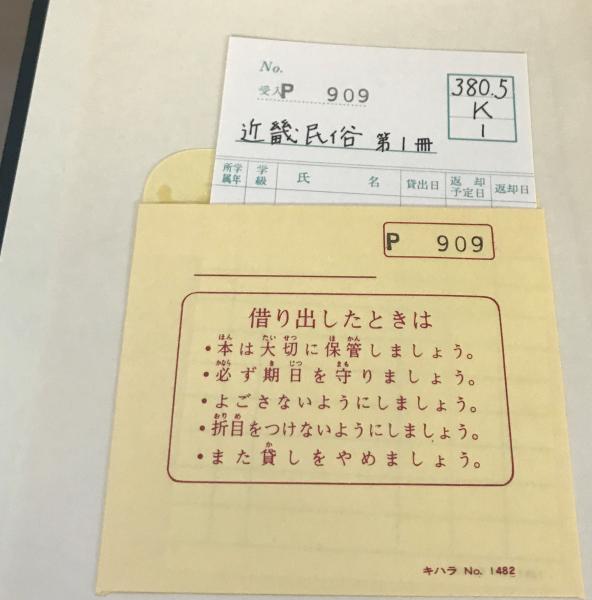 No.
受入P 909
380.5
K
1
近畿民俗 第1冊
所学属年 学級 氏 名 貸出日 返却予定日 返却日
P 909
借り出したときは
・本は大切に保管しましょう。
・必ず期日を守りましょう。
・よごさないようにしましょう。
・折目をつけないようにしましょう。
・また貸しをやめましょう。
キハラ No. 1482